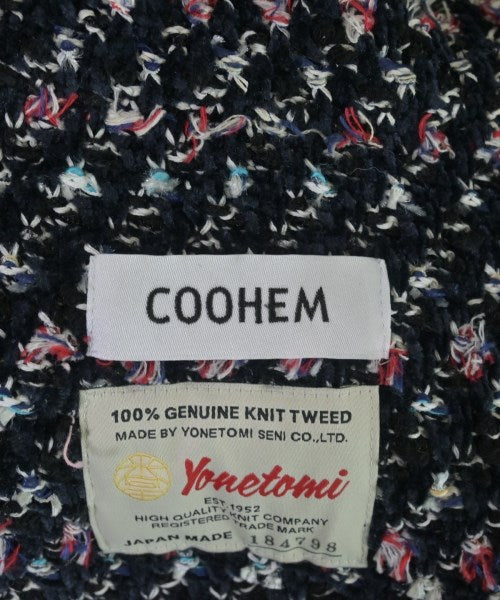 COOHEM
100% GENUINE KNIT TWEED
MADE BY YONETOMI SENI CO.,LTD.
Yonetomi
EST.1952
HIGH QUALITY KNIT COMPANY
REGISTERED TRADE MARK
JAPAN MADE 184798